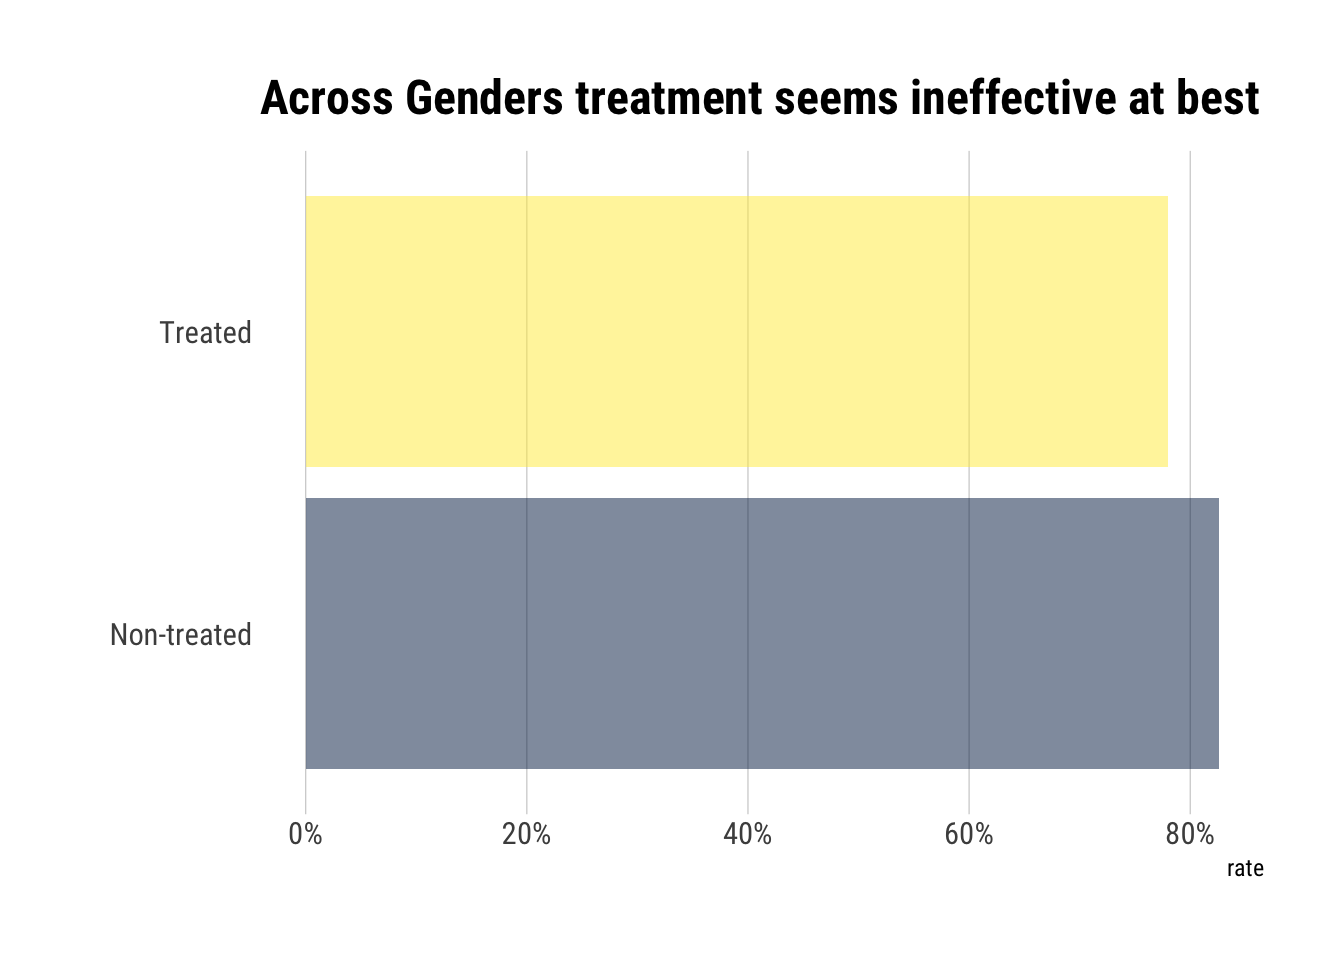 Across Genders treatment seems ineffective at best
Treated
Non-treated
0% 20% 40% 60% 80%
rate